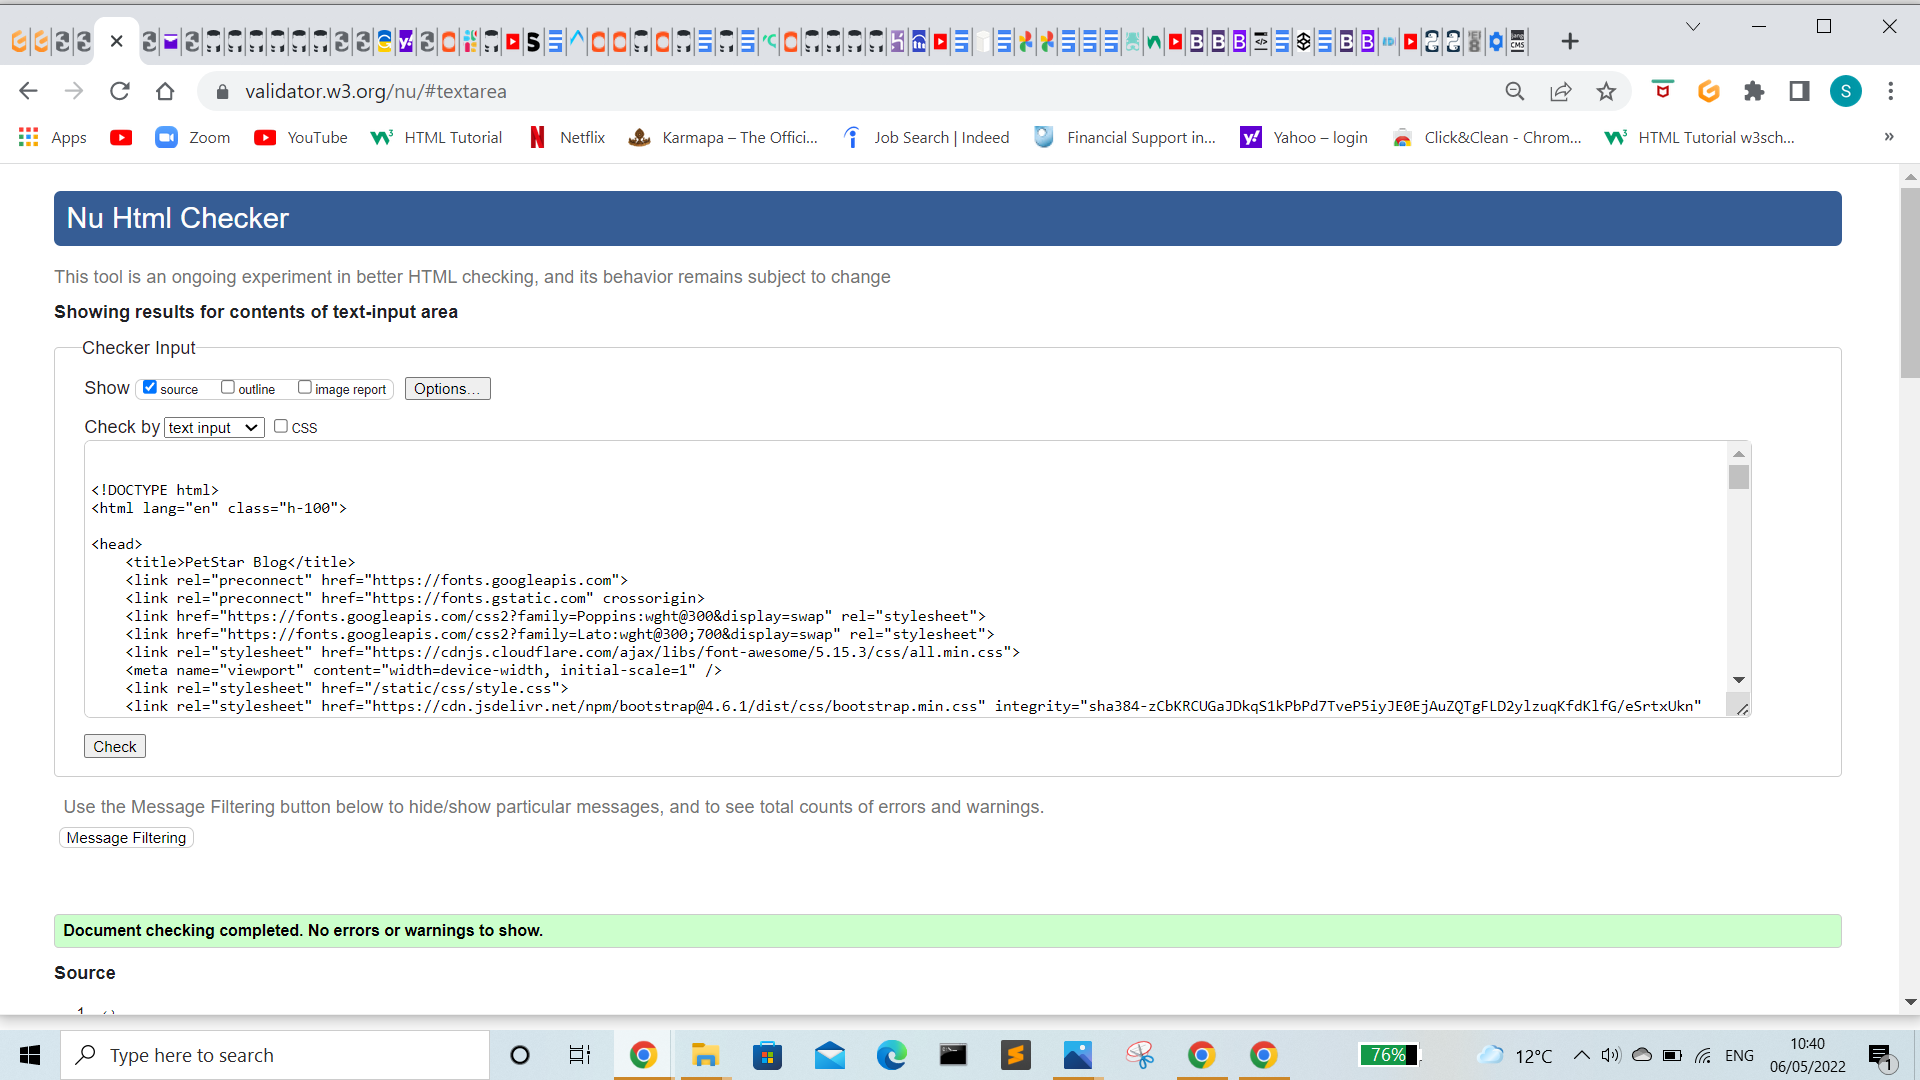 validator.w3.org/nu/#textarea
S
Apps
Zoom
YouTube
HTML Tutorial
Netflix
Karmapa – The Offici...
Job Search | Indeed
Financial Support in...
Yahoo – login
Click&Clean - Chrom...
HTML Tutorial w3sch...
»
Nu Html Checker
This tool is an ongoing experiment in better HTML checking, and its behavior remains subject to change
Showing results for contents of text-input area
Checker Input
Show source outline image report Options...
Check by text input CSS
<!DOCTYPE html>
<html lang="en" class="h-100">
<head>
<title>PetStar Blog</title>
<link rel="preconnect" href="https://fonts.googleapis.com">
<link rel="preconnect" href="https://fonts.gstatic.com" crossorigin>
<link href="https://fonts.googleapis.com/css2?family=Poppins:wght@300&display=swap" rel="stylesheet">
<link href="https://fonts.googleapis.com/css2?family=Lato:wght@300;700&display=swap" rel="stylesheet">
<link rel="stylesheet" href="https://cdnjs.cloudflare.com/ajax/libs/font-awesome/5.15.3/css/all.min.css">
<meta name="viewport" content="width=device-width, initial-scale=1" />
<link rel="stylesheet" href="/static/css/style.css">
<link rel="stylesheet" href="https://cdn.jsdelivr.net/npm/bootstrap@4.6.1/dist/css/bootstrap.min.css" integrity="sha384-zCbKRCUGaJDkqS1kPbPd7TveP5iyJE0EjAuZQTgFLD2ylzuqKfdKlfG/eSrtxUkn"
Check
Use the Message Filtering button below to hide/show particular messages, and to see total counts of errors and warnings.
Message Filtering
Document checking completed. No errors or warnings to show.
Source
Type here to search
76%
12°C
ENG
10:40
06/05/2022
1